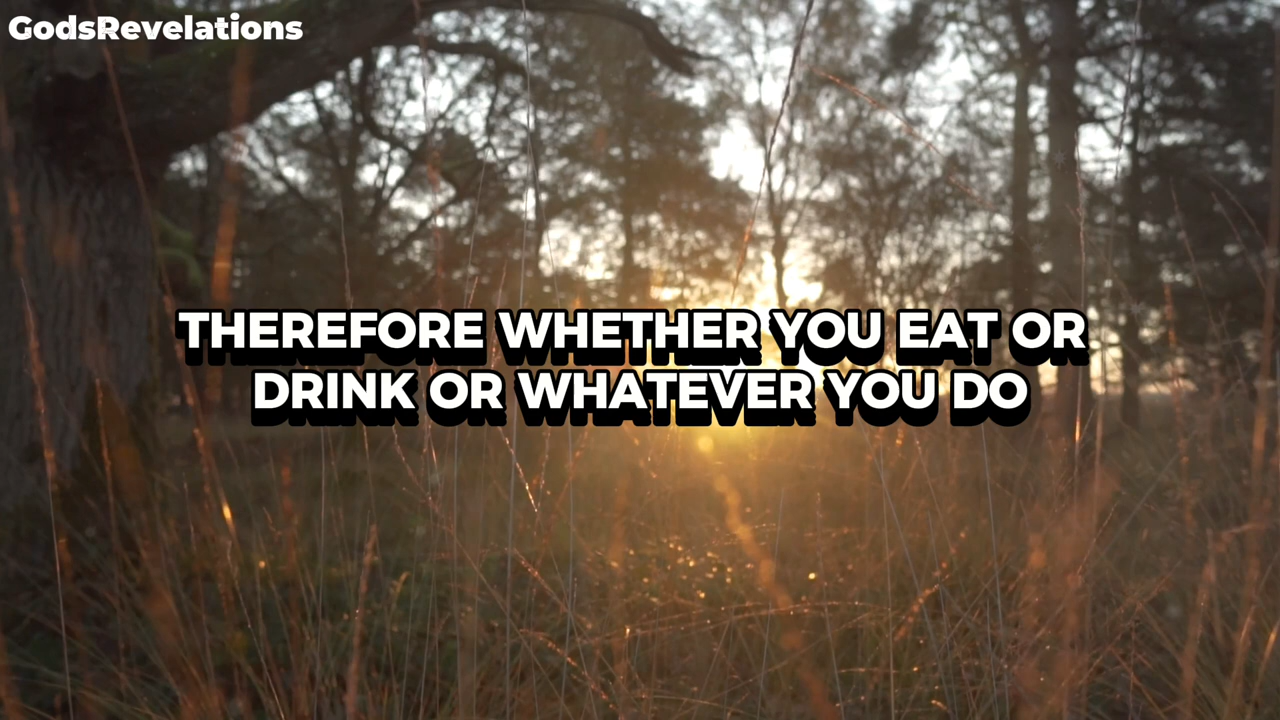 GodsRevelations
THEREFORE WHETHER YOU EAT OR
DRINK OR WHATEVER YOU DO